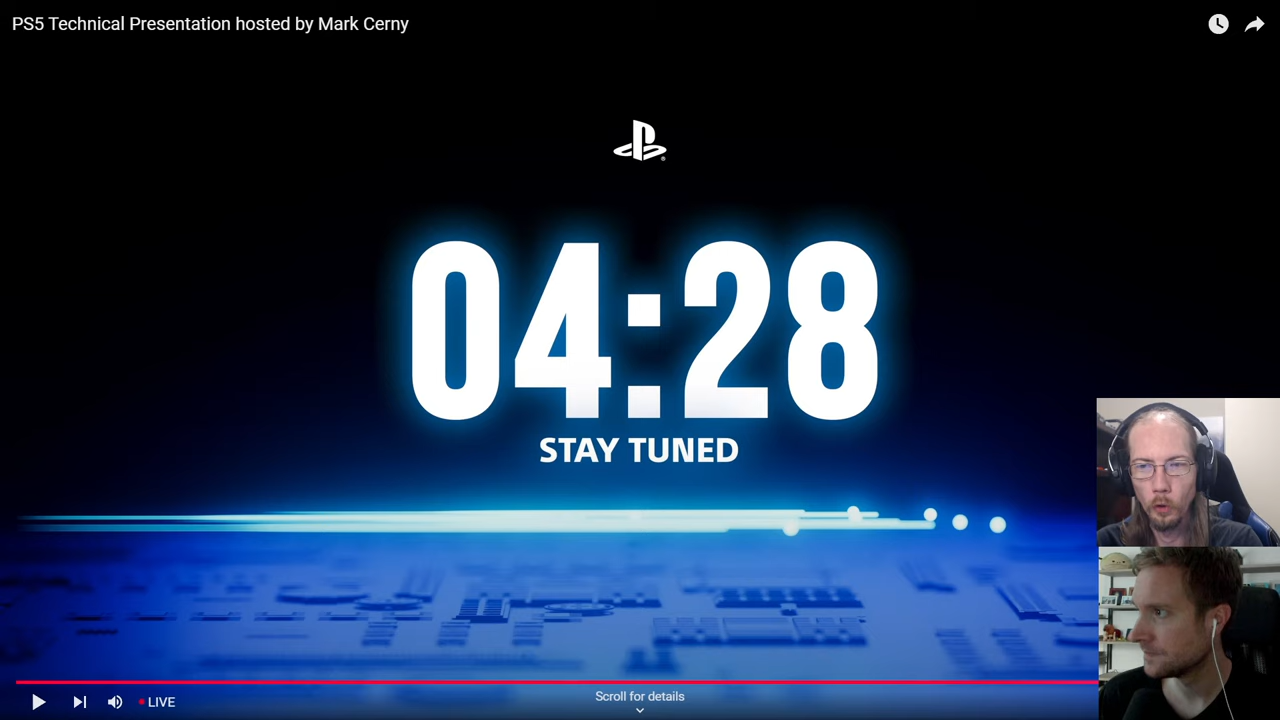 PS5 Technical Presentation hosted by Mark Cerny
04:28
STAY TUNED
LIVE
Scroll for details